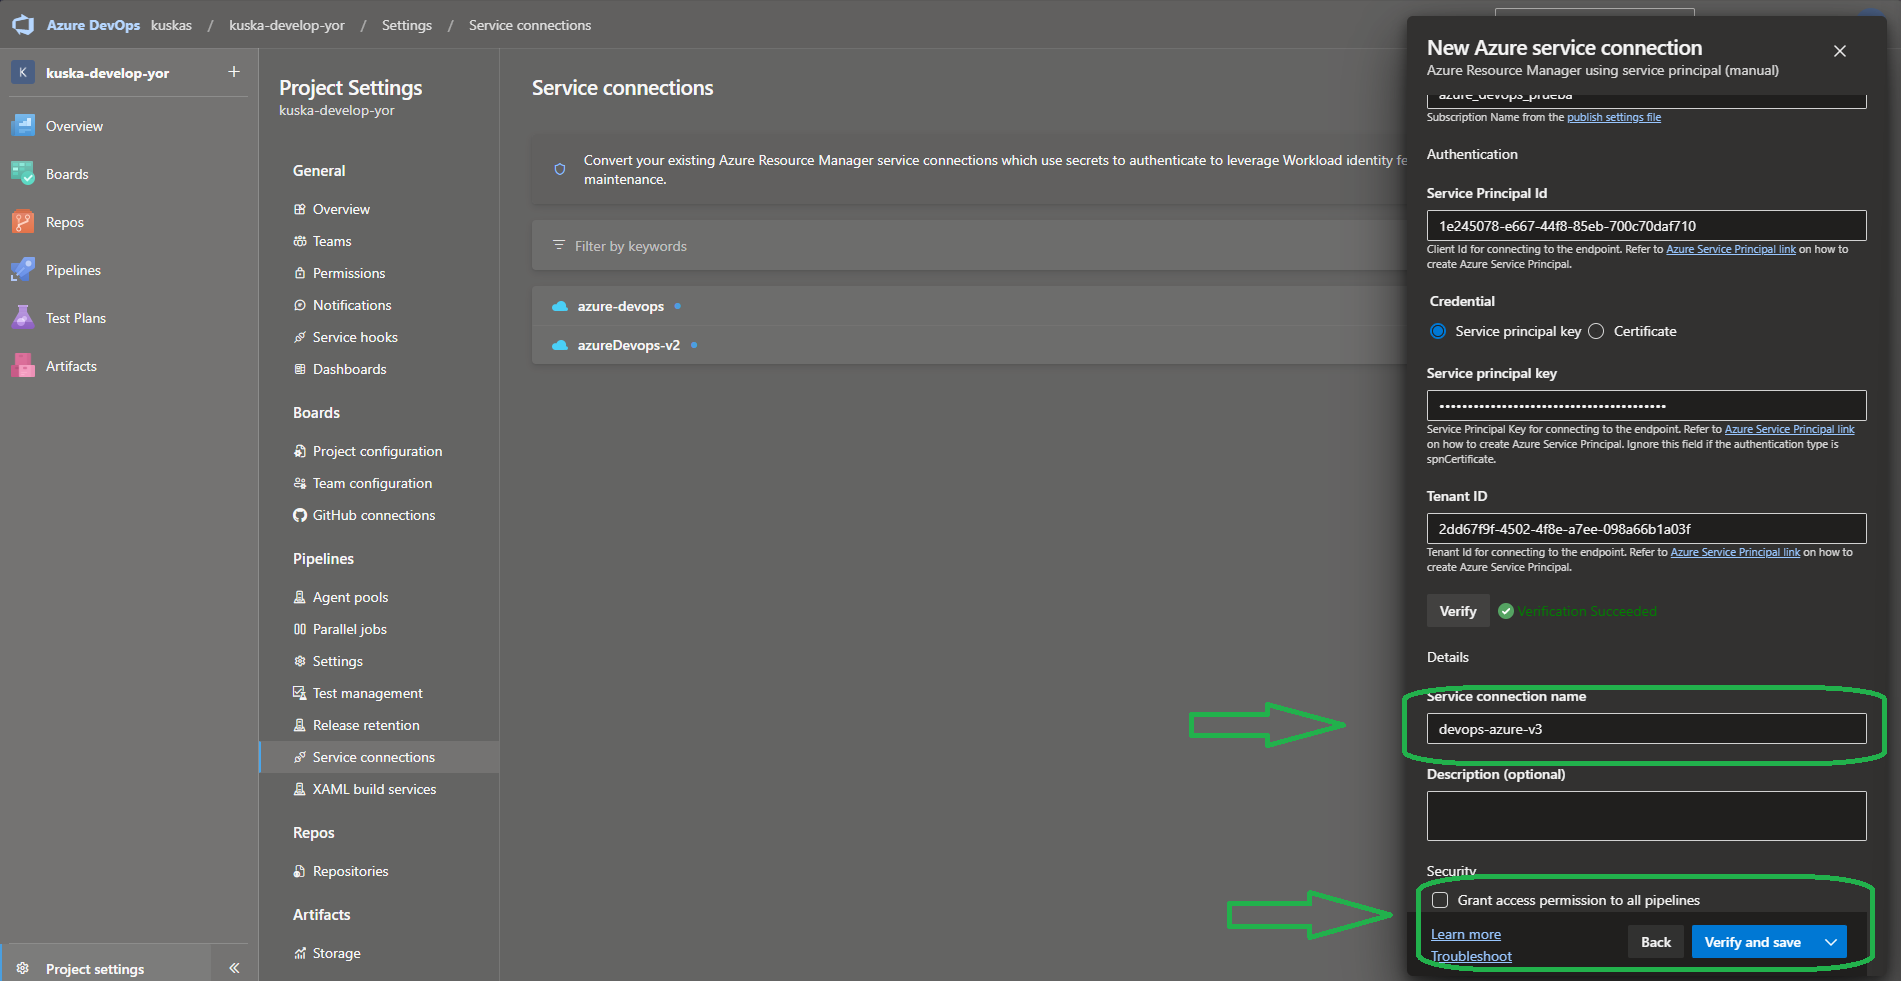 Azure DevOps kuskas / kuska-develop-yor / Settings / Service connections
K kuska-develop-yor +
Overview
Boards
Repos
Pipelines
Test Plans
Artifacts
Project settings
Project Settings
kuska-develop-yor
General
Overview
Teams
Permissions
Notifications
Service hooks
Dashboards
Boards
Project configuration
Team configuration
GitHub connections
Pipelines
Agent pools
Parallel jobs
Settings
Test management
Release retention
Service connections
XAML build services
Repos
Repositories
Artifacts
Storage
Service connections
Convert your existing Azure Resource Manager service connections which use secrets to authenticate to leverage Workload identity fe
maintenance.
Filter by keywords
azure-devops
azureDevops-v2
New Azure service connection
Azure Resource Manager using service principal (manual)
azure_devops_prueba
Subscription Name from the publish settings file
Authentication
Service Principal Id
1e245078-e667-44f8-85eb-700c70daf710
Client Id for connecting to the endpoint. Refer to Azure Service Principal link on how to
create Azure Service Principal.
Credential
Service principal key Certificate
Service principal key
Service Principal Key for connecting to the endpoint. Refer to Azure Service Principal link
on how to create Azure Service Principal. Ignore this field if the authentication type is
spnCertificate.
Tenant ID
2dd67f9f-4502-4f8e-a7ee-098a66b1a03f
Tenant Id for connecting to the endpoint. Refer to Azure Service Principal link on how to
create Azure Service Principal.
Verify Verification Succeeded
Details
Service connection name
devops-azure-v3
Description (optional)
Security
Grant access permission to all pipelines
Learn more
Troubleshoot
Back Verify and save